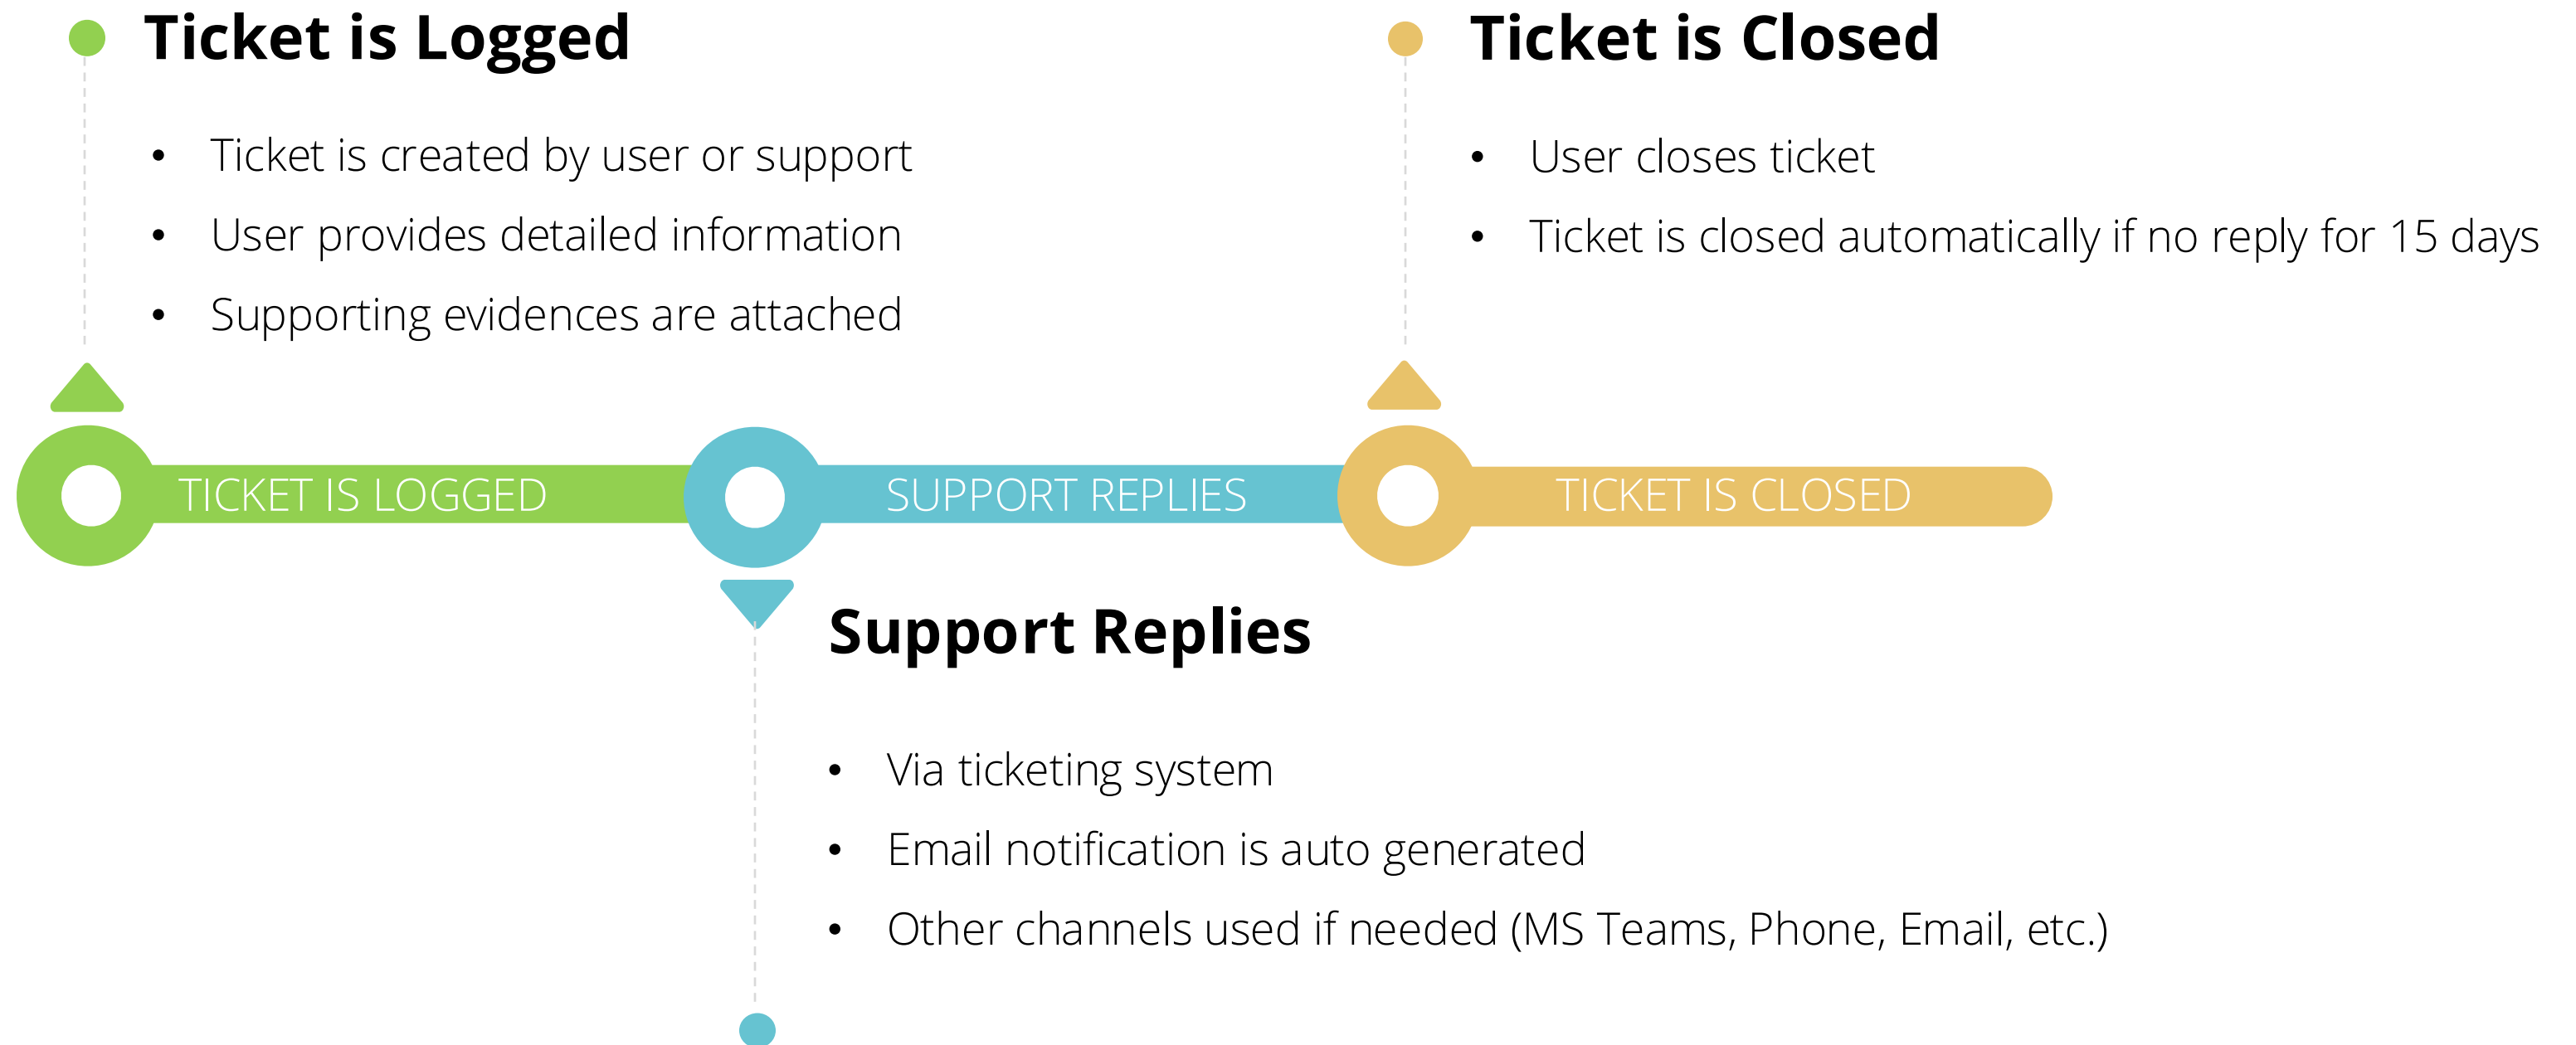 Ticket is Logged
• Ticket is created by user or support
• User provides detailed information
• Supporting evidences are attached
Ticket is Closed
• User closes ticket
• Ticket is closed automatically if no reply for 15 days
TICKET IS LOGGED
SUPPORT REPLIES
TICKET IS CLOSED
Support Replies
• Via ticketing system
• Email notification is auto generated
• Other channels used if needed (MS Teams, Phone, Email, etc.)